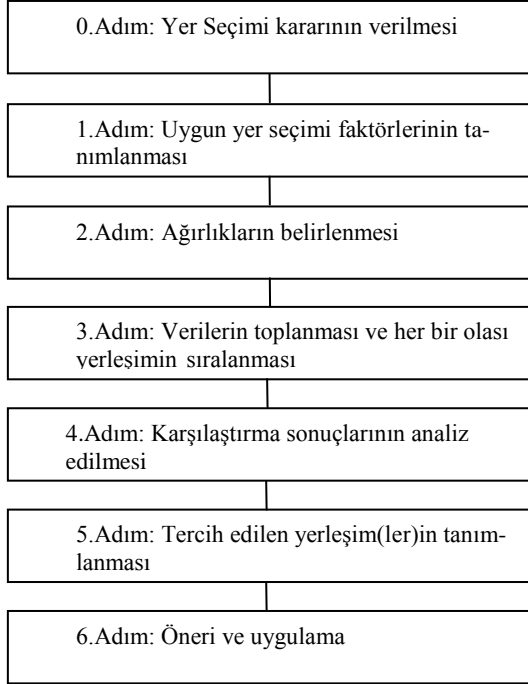 0.Adım: Yer Seçimi kararının verilmesi
1.Adım: Uygun yer seçimi faktörlerinin ta-
nımlanması
2.Adım: Ağırlıkların belirlenmesi
3.Adım: Verilerin toplanması ve her bir olası
yerleşimin sıralanması
4.Adım: Karşılaştırma sonuçlarının analiz
edilmesi
5.Adım: Tercih edilen yerleşim(ler)in tanım-
lanması
6.Adım: Öneri ve uygulama